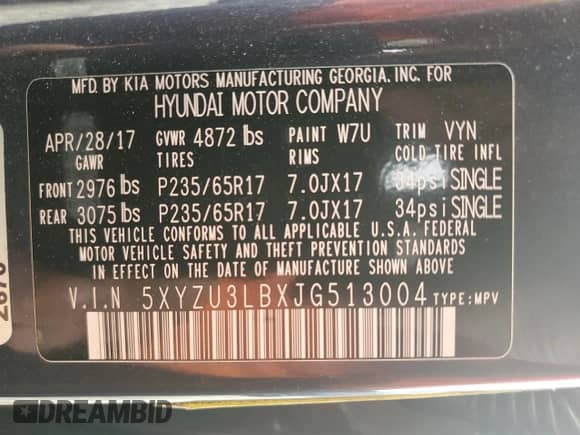 MFD. BY KIA MOTORS MANUFACTURING GEORGIA. INC. FOR
HYUNDAI MOTOR COMPANY
APR/28/17 GVWR 4872 lbs PAINT W7U TRIM VYN
GAWR TIRES RIMS COLD TIRE INFL
FRONT 2976 lbs P235/65R17 7.0JX17 34psi SINGLE
REAR 3075 lbs P235/65R17 7.0JX17 34psi SINGLE
THIS VEHICLE CONFORMS TO ALL APPLICABLE U.S.A. FEDERAL
MOTOR VEHICLE SAFETY AND THEFT PREVENTION STANDARDS
IN EFFECT ON THE DATE OF MANUFACTURE SHOWN ABOVE.
V.I.N 5XYZU3LBXJG513004 TYPE:MPV
DREAMBID